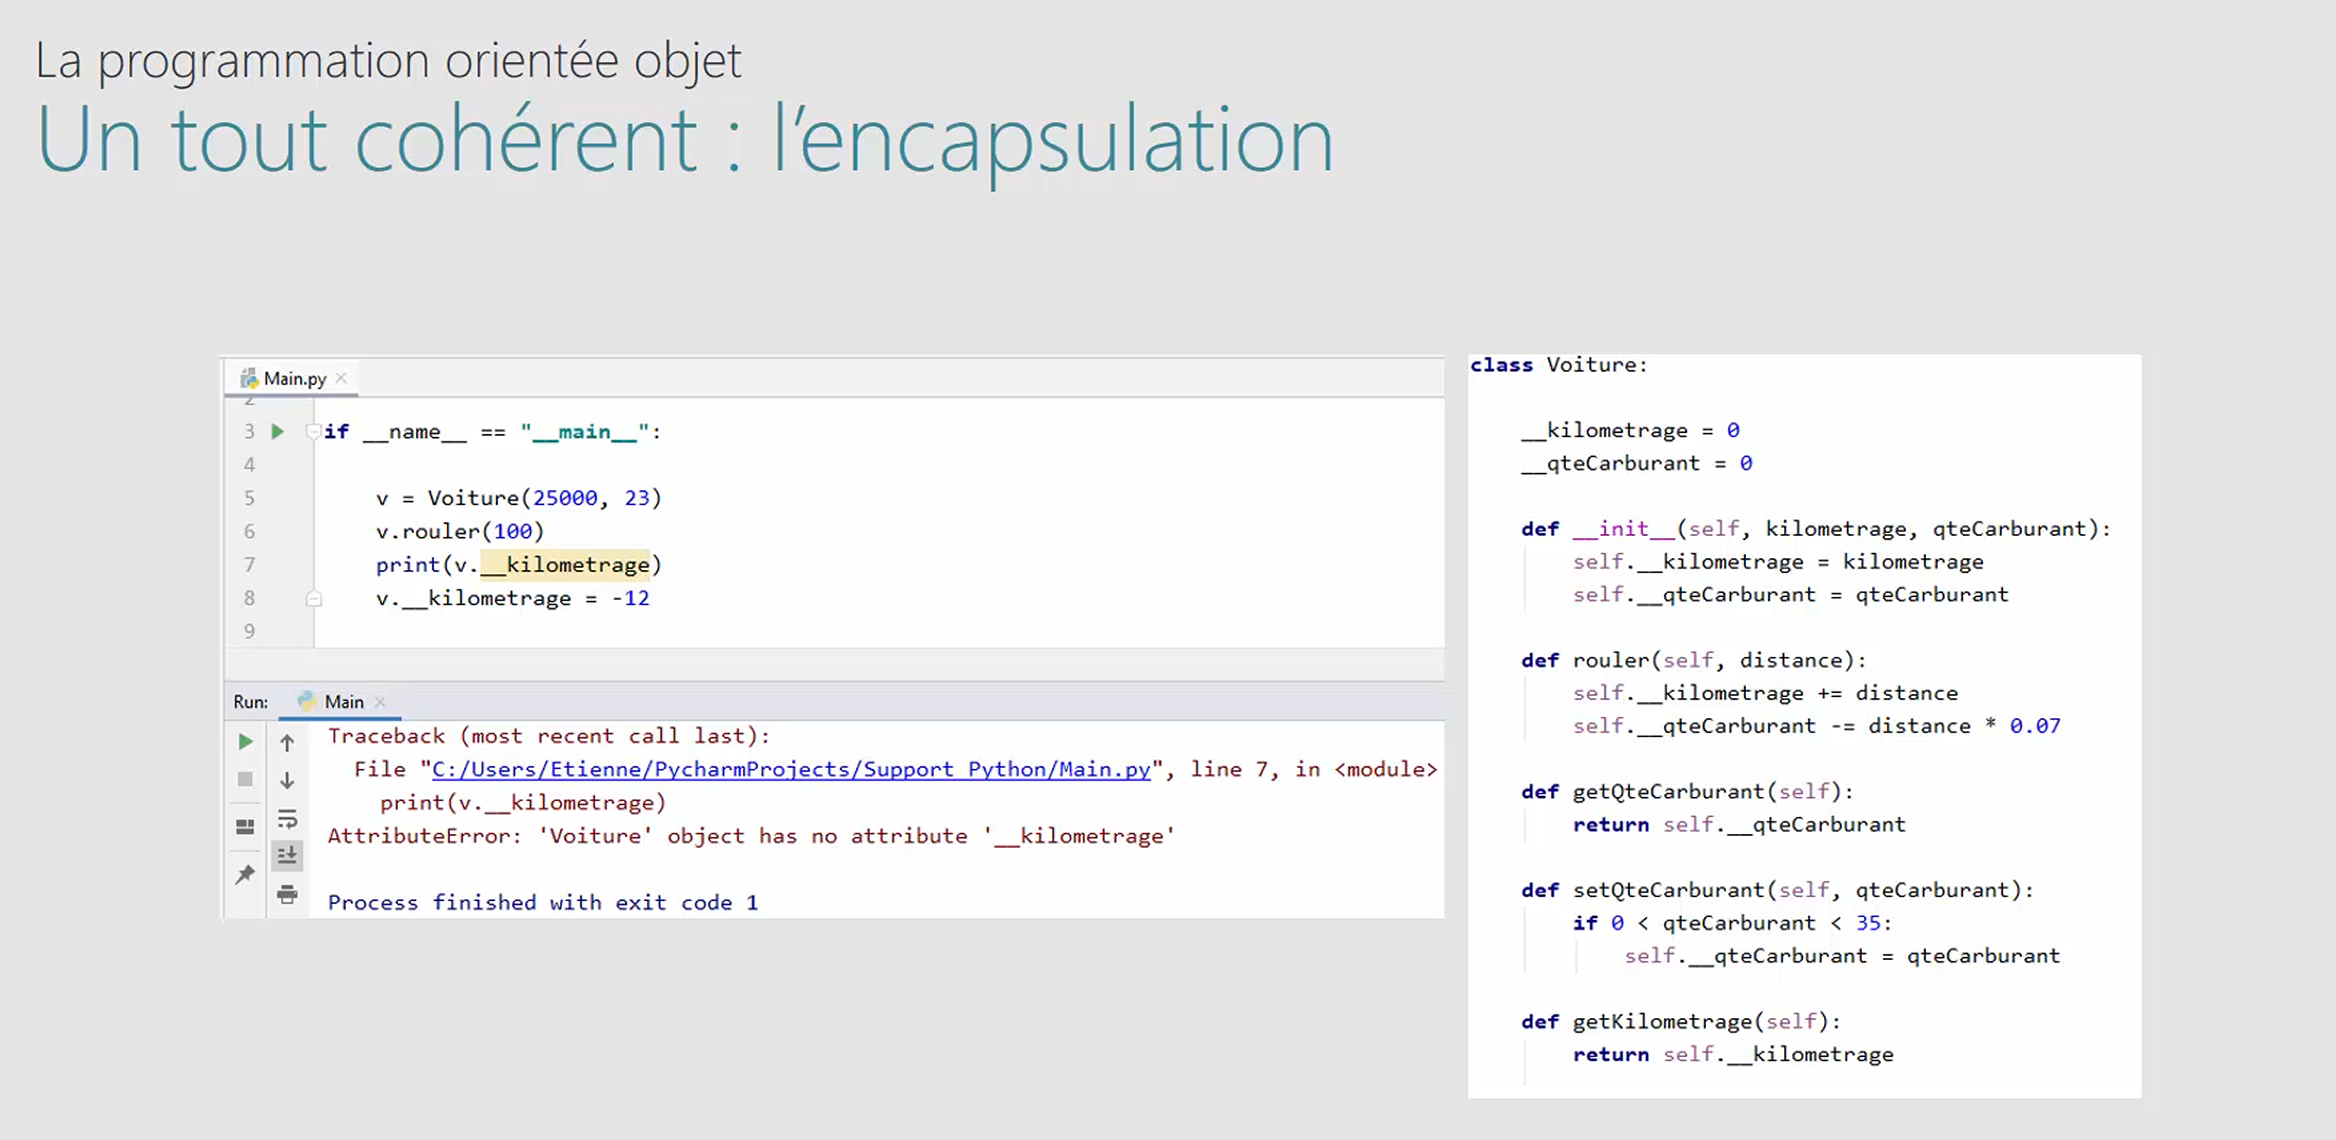 La programmation orientée objet
Un tout cohérent : l’encapsulation
Main.py
2
3 if __name__ == "__main__":
4
5 v = Voiture(25000, 23)
6 v.rouler(100)
7 print(v.__kilometrage)
8 v.__kilometrage = -12
9
Run: Main
Traceback (most recent call last):
File "C:/Users/Etienne/PycharmProjects/Support Python/Main.py", line 7, in <module>
print(v.__kilometrage)
AttributeError: 'Voiture' object has no attribute '__kilometrage'
Process finished with exit code 1
class Voiture:
__kilometrage = 0
__qteCarburant = 0
def __init__(self, kilometrage, qteCarburant):
self.__kilometrage = kilometrage
self.__qteCarburant = qteCarburant
def rouler(self, distance):
self.__kilometrage += distance
self.__qteCarburant -= distance * 0.07
def getQteCarburant(self):
return self.__qteCarburant
def setQteCarburant(self, qteCarburant):
if 0 < qteCarburant < 35:
self.__qteCarburant = qteCarburant
def getKilometrage(self):
return self.__kilometrage